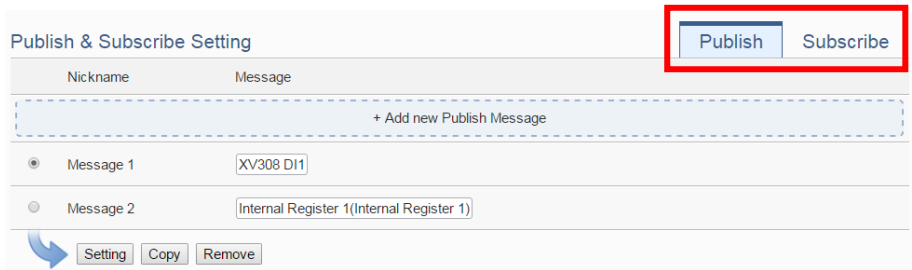 Publish & Subscribe Setting Publish Subscribe
Nickname Message
+ Add new Publish Message
Message 1 XV308 DI1
Message 2 Internal Register 1(Internal Register 1)
Setting Copy Remove